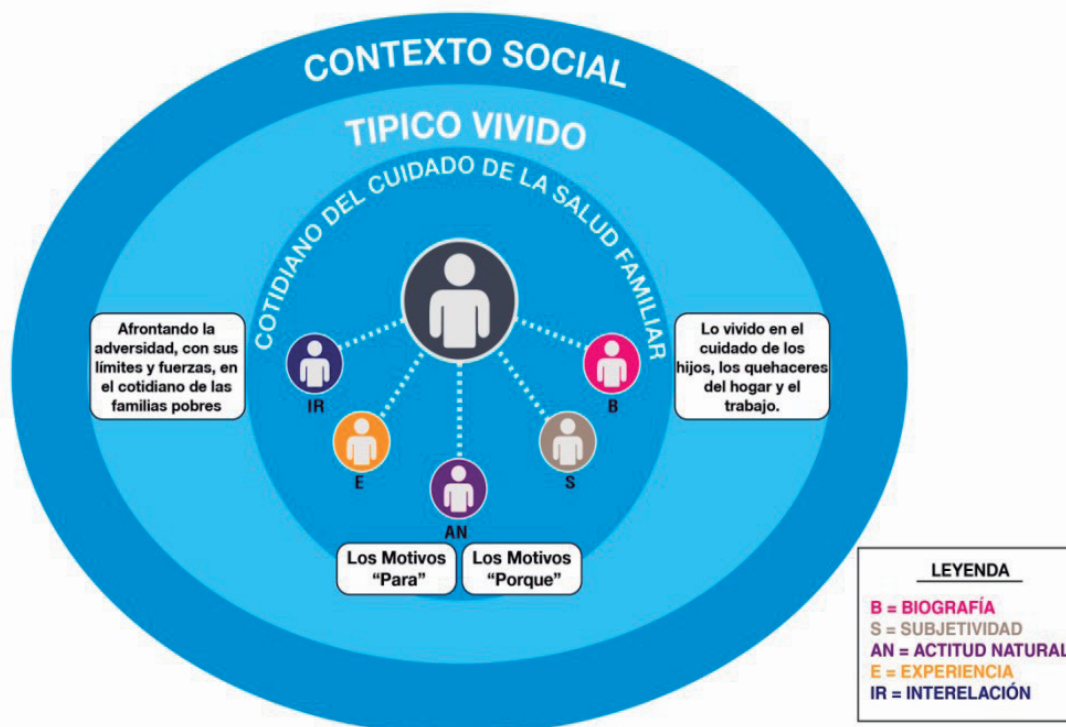 CONTEXTO SOCIAL
TIPICO VIVIDO
COTIDIANO DEL CUIDADO DE LA SALUD FAMILIAR
Afrontando la
adversidad, con sus
límites y fuerzas, en
el cotidiano de las
familias pobres
Lo vivido en el
cuidado de los
hijos, los quehaceres
del hogar y el
trabajo.
IR
B
E
S
AN
Los Motivos
“Para”
Los Motivos
“Porque”
LEYENDA
B = BIOGRAFÍA
S = SUBJETIVIDAD
AN = ACTITUD NATURAL
E = EXPERIENCIA
IR = INTERELACIÓN